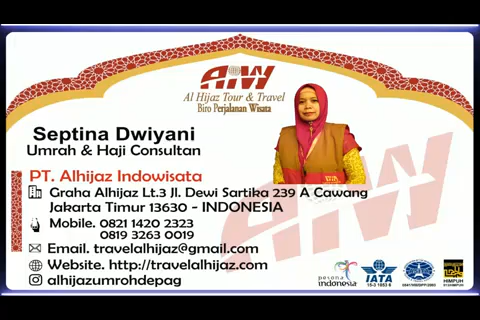 AIW
Al Hijaz Tour & Travel
Biro Perjalanan Wisata
Septina Dwiyani
Umrah & Haji Consultan
PT. Alhijaz Indowisata
Graha Alhijaz Lt.3 Jl. Dewi Sartika 239 A Cawang
Jakarta Timur 13630 - INDONESIA
Mobile. 0821 1420 2323
0819 3263 0019
Email. travelalhijaz@gmail.com
Website. http://travelalhijaz.com
alhijazumrohdepag
pesona
indonesia
IATA
HIMPUH